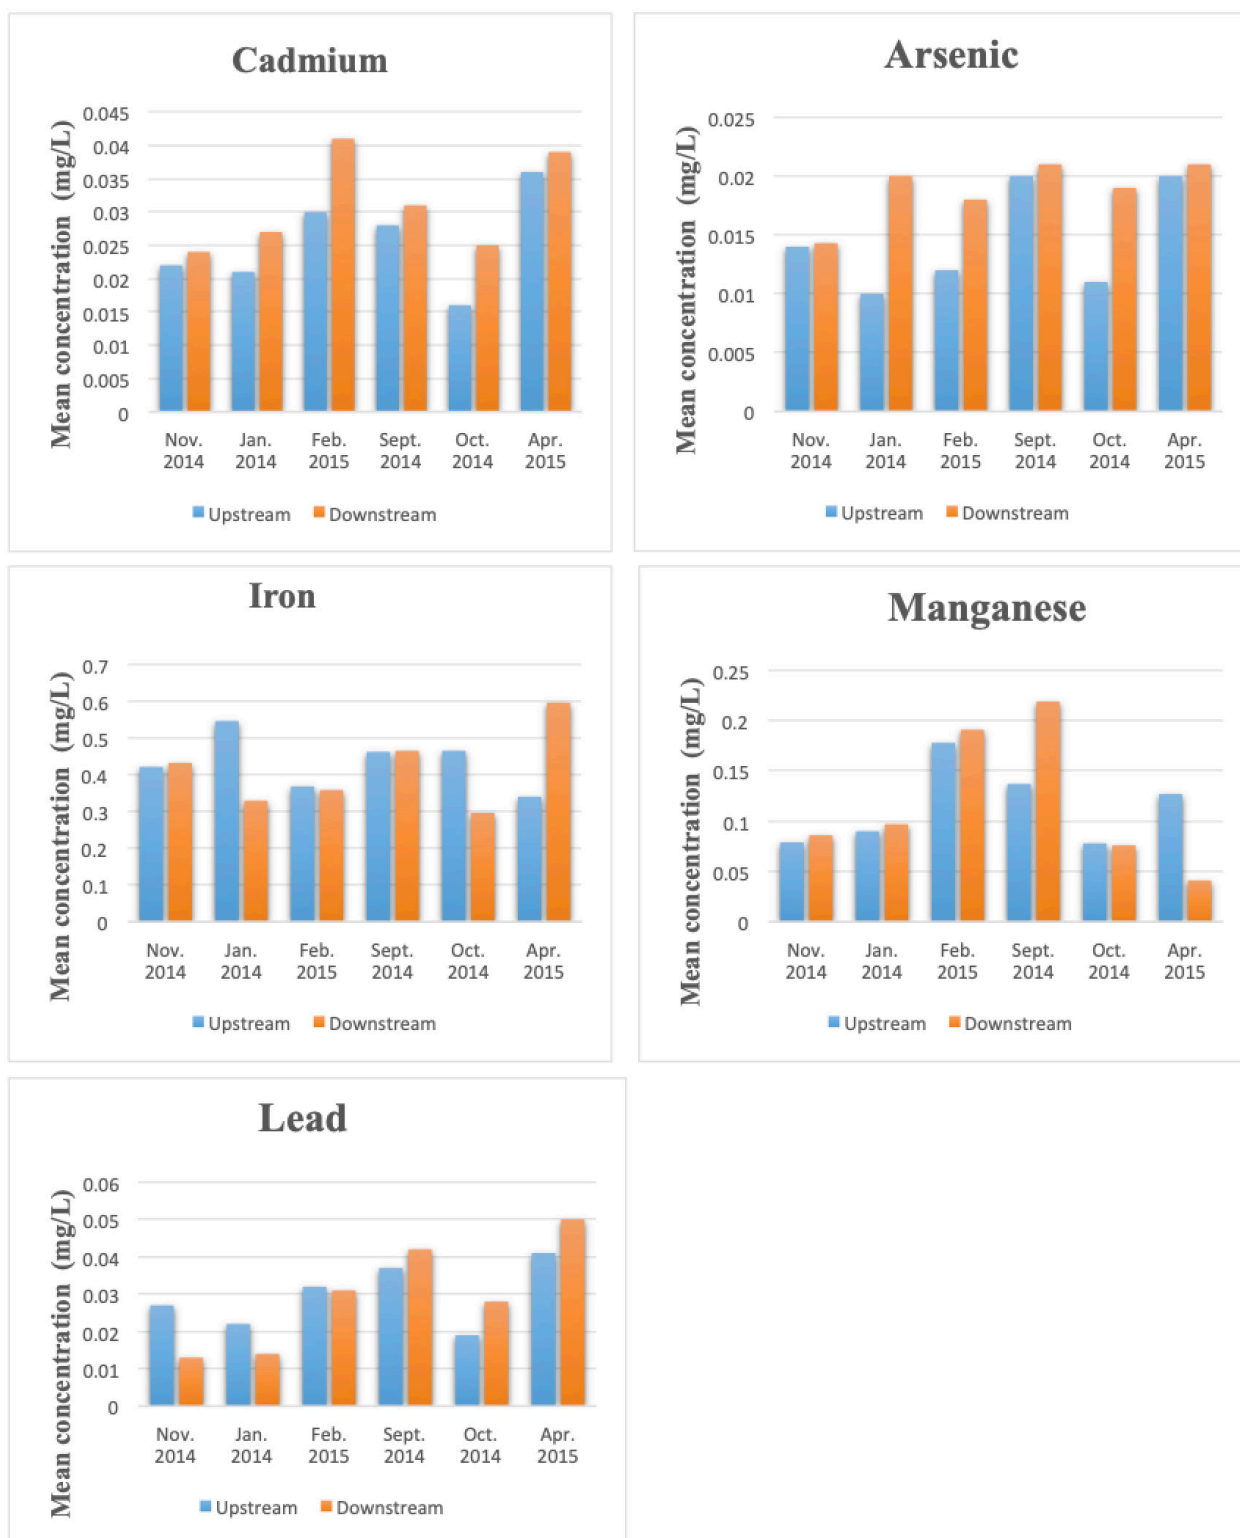 Cadmium
Mean concentration (mg/L)
0.045
0.04
0.035
0.03
0.025
0.02
0.015
0.01
0.005
0
Nov. Jan. Feb. Sept. Oct. Apr.
2014 2014 2015 2014 2014 2015
Upstream Downstream
Arsenic
Mean concentration (mg/L)
0.025
0.02
0.015
0.01
0.005
0
Nov. Jan. Feb. Sept. Oct. Apr.
2014 2014 2015 2014 2014 2015
Upstream Downstream
Iron
Mean concentration (mg/L)
0.7
0.6
0.5
0.4
0.3
0.2
0.1
0
Nov. Jan. Feb. Sept. Oct. Apr.
2014 2014 2015 2014 2014 2015
Upstream Downstream
Manganese
Mean concentration (mg/L)
0.25
0.2
0.15
0.1
0.05
0
Nov. Jan. Feb. Sept. Oct. Apr.
2014 2014 2015 2014 2014 2015
Upstream Downstream
Lead
Mean concentration (mg/L)
0.06
0.05
0.04
0.03
0.02
0.01
0
Nov. Jan. Feb. Sept. Oct. Apr.
2014 2014 2015 2014 2014 2015
Upstream Downstream